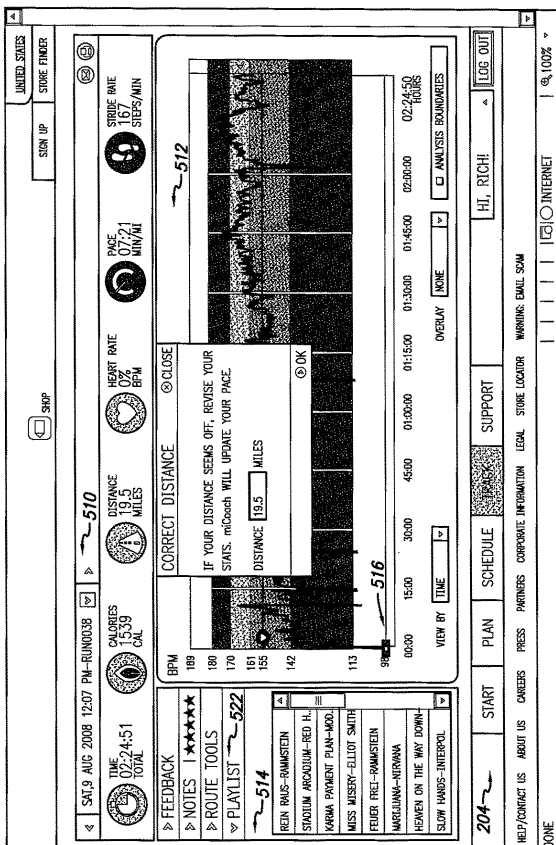 UNITED STATES
SIGN UP
STORE FINDER
SHOP
SAT,9 AUG 2008 12:07 PM-RUN0038
510
TIME
02:24:51
TOTAL
CALORIES
1539
CAL
DISTANCE
19.5
MILES
HEART RATE
0%
BPM
PACE
07:21
MIN/MI
STRIDE RATE
167
STEPS/MIN
FEEDBACK
NOTES
ROUTE TOOLS
PLAYLIST
522
514
REIN RAUS-RAMMSTEIN
STADIUM ARCADIUM-RED H..
KARMA PAYMENT PLAN-MOD..
MISS MISERY-ELLIOT SMITH
FEUER FREI-RAMMSTEIN
MARIJUANA-NIRVANA
HEAVEN ON THE WAY DOWN-
SLOW HANDS-INTERPOL
BPM
189
180
170
161
155
142
113
98
512
CORRECT DISTANCE
CLOSE
IF YOUR DISTANCE SEEMS OFF, REVISE YOUR
STATS. miCoach WILL UPDATE YOUR PACE.
DISTANCE 19.5 MILES
OK
516
00:00
15:00
30:00
45:00
01:00:00
01:15:00
01:30:00
01:45:00
02:00:00
02:24:50
HOURS
VIEW BY TIME
OVERLAY NONE
ANALYSIS BOUNDARIES
204
START
PLAN
SCHEDULE
TRACK
SUPPORT
HI, RICH!
LOG OUT
HELP/CONTACT US ABOUT US CAREERS PRESS PARTNERS CORPORATE INFORMATION LEGAL STORE LOCATOR WARNING: EMAIL SCAM
DONE
INTERNET
100%